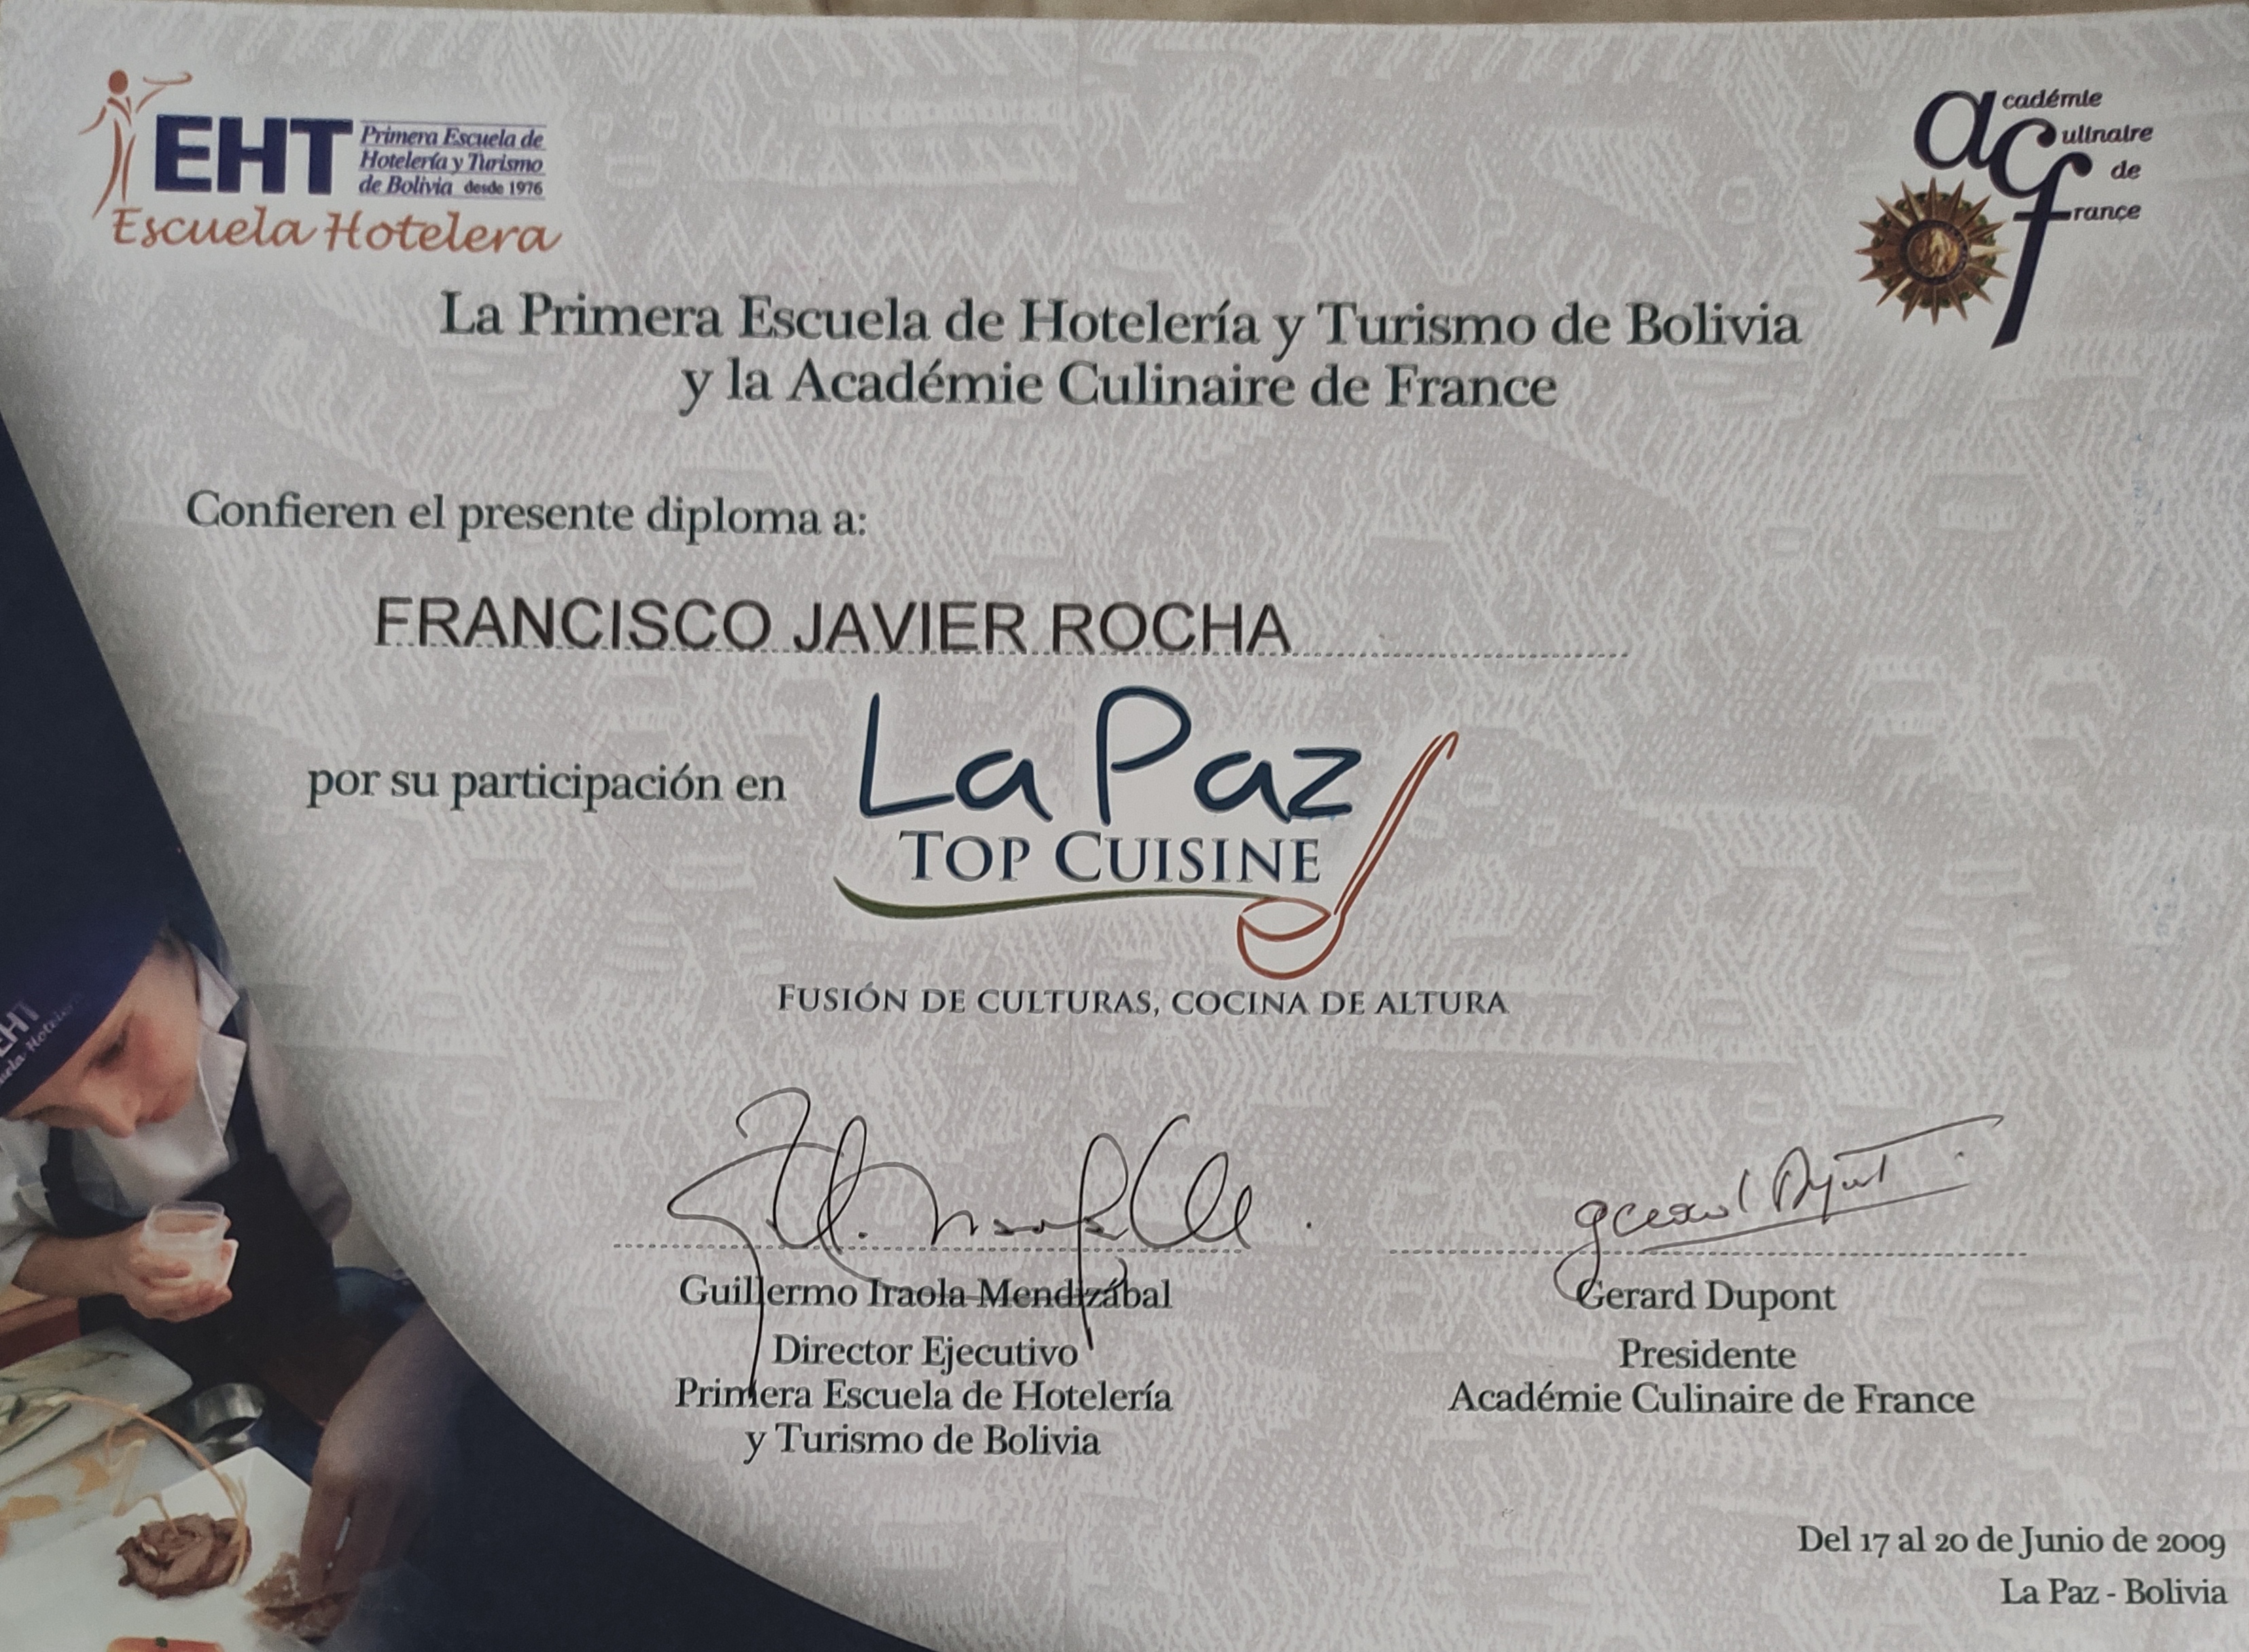 EHT
Primera Escuela de
Hotelería y Turismo
de Bolivia desde 1976
Escuela Hotelera
académie
culinaire
de
france
La Primera Escuela de Hotelería y Turismo de Bolivia
y la Académie Culinaire de France
Confieren el presente diploma a:
FRANCISCO JAVIER ROCHA
por su participación en
La Paz
TOP CUISINE
FUSIÓN DE CULTURAS, COCINA DE ALTURA
Gerard Dupont
Guillermo Iraola Mendizábal
Director Ejecutivo
Primera Escuela de Hotelería
y Turismo de Bolivia
Gerard Dupont
Presidente
Académie Culinaire de France
Del 17 al 20 de Junio de 2009
La Paz - Bolivia
EHT